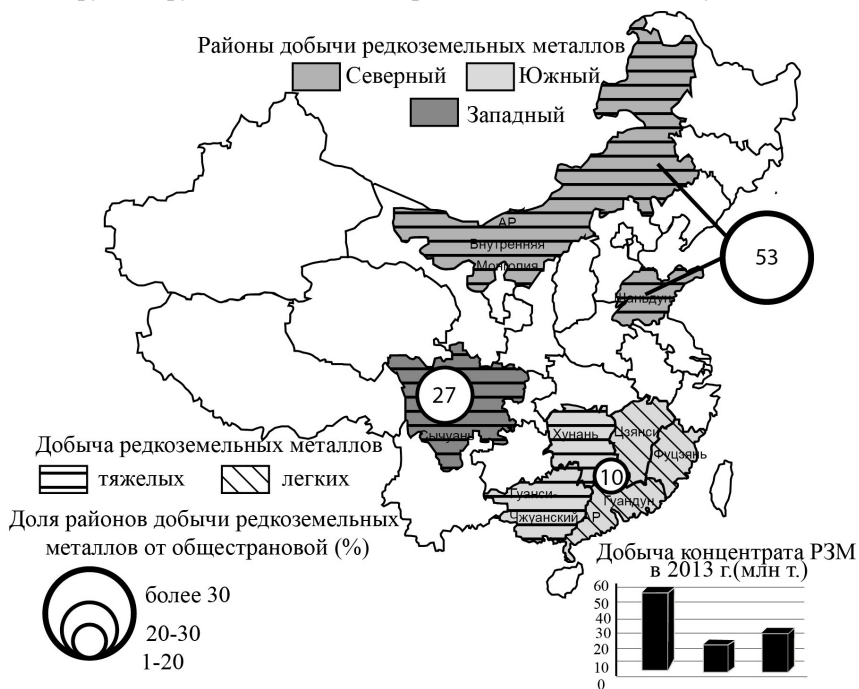 Районы добычи редкоземельных металлов
Северный
Южный
Западный
АР
Внутренняя
Монголия
53
Шаньдун
27
Сычуань
Хунань
Цзянси
Фуцзянь
10
Гуандун
Гуанси-
Чжуанский АР
Добыча редкоземельных металлов
тяжелых
легких
Доля районов добычи редкоземельных
металлов от общестрановой (%)
более 30
20-30
1-20
Добыча концентрата РЗМ
в 2013 г.(млн т.)
60
50
40
30
20
10
0